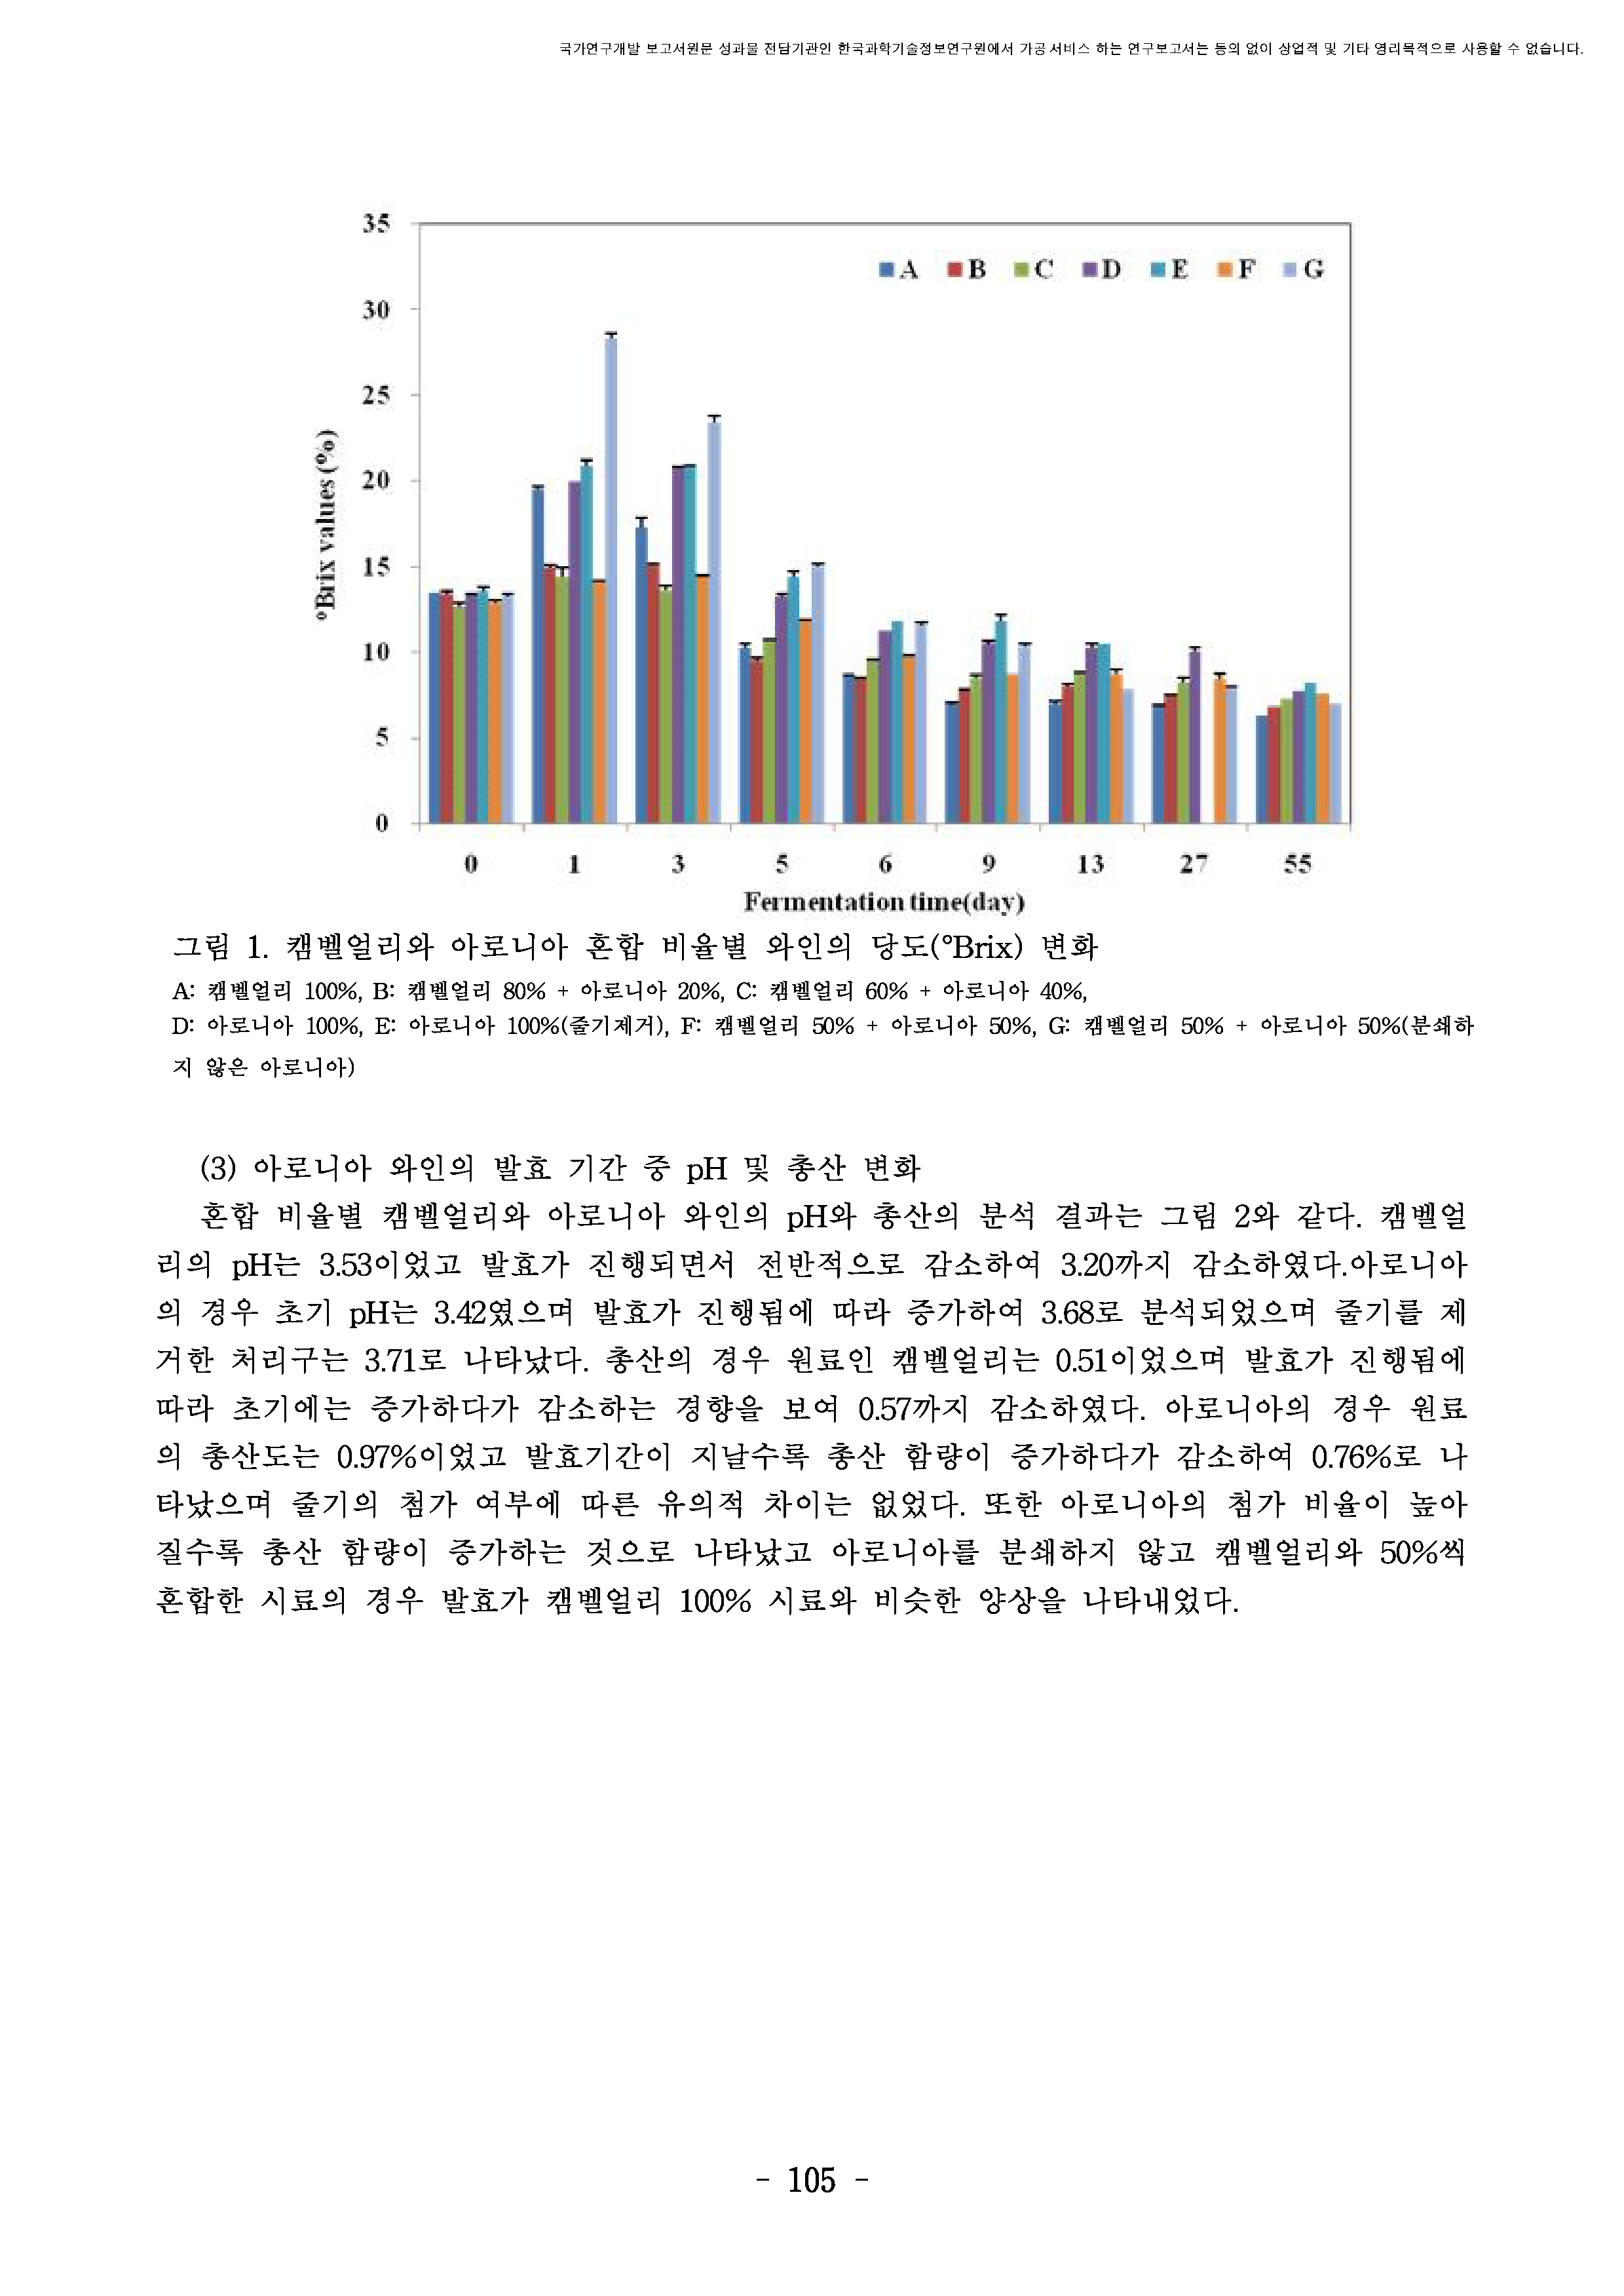 국가연구개발 보고서원문 성과물 전담기관인 한국과학기술정보연구원에서 가공·서비스 하는 연구보고서는 동의 없이 상업적 및 기타 영리목적으로 사용할 수 없습니다.
35
30
25
20
15
10
5
0
A B C D E F G
°Brix values (%)
0 1 3 5 6 9 13 27 55
Fermentation time(day)
그림 1. 캠벨얼리와 아로니아 혼합 비율별 와인의 당도(°Brix) 변화
A: 캠벨얼리 100%, B: 캠벨얼리 80% + 아로니아 20%, C: 캠벨얼리 60% + 아로니아 40%,
D: 아로니아 100%, E: 아로니아 100%(줄기제거), F: 캠벨얼리 50% + 아로니아 50%, G: 캠벨얼리 50% + 아로니아 50%(분쇄하
지 않은 아로니아)
(3) 아로니아 와인의 발효 기간 중 pH 및 총산 변화
혼합 비율별 캠벨얼리와 아로니아 와인의 pH와 총산의 분석 결과는 그림 2와 같다. 캠벨얼
리의 pH는 3.53이었고 발효가 진행되면서 전반적으로 감소하여 3.20까지 감소하였다.아로니아
의 경우 초기 pH는 3.42였으며 발효가 진행됨에 따라 증가하여 3.68로 분석되었으며 줄기를 제
거한 처리구는 3.71로 나타났다. 총산의 경우 원료인 캠벨얼리는 0.51이었으며 발효가 진행됨에
따라 초기에는 증가하다가 감소하는 경향을 보여 0.57까지 감소하였다. 아로니아의 경우 원료
의 총산도는 0.97%이었고 발효기간이 지날수록 총산 함량이 증가하다가 감소하여 0.76%로 나
타났으며 줄기의 첨가 여부에 따른 유의적 차이는 없었다. 또한 아로니아의 첨가 비율이 높아
질수록 총산 함량이 증가하는 것으로 나타났고 아로니아를 분쇄하지 않고 캠벨얼리와 50%씩
혼합한 시료의 경우 발효가 캠벨얼리 100% 시료와 비슷한 양상을 나타내었다.
- 105 -